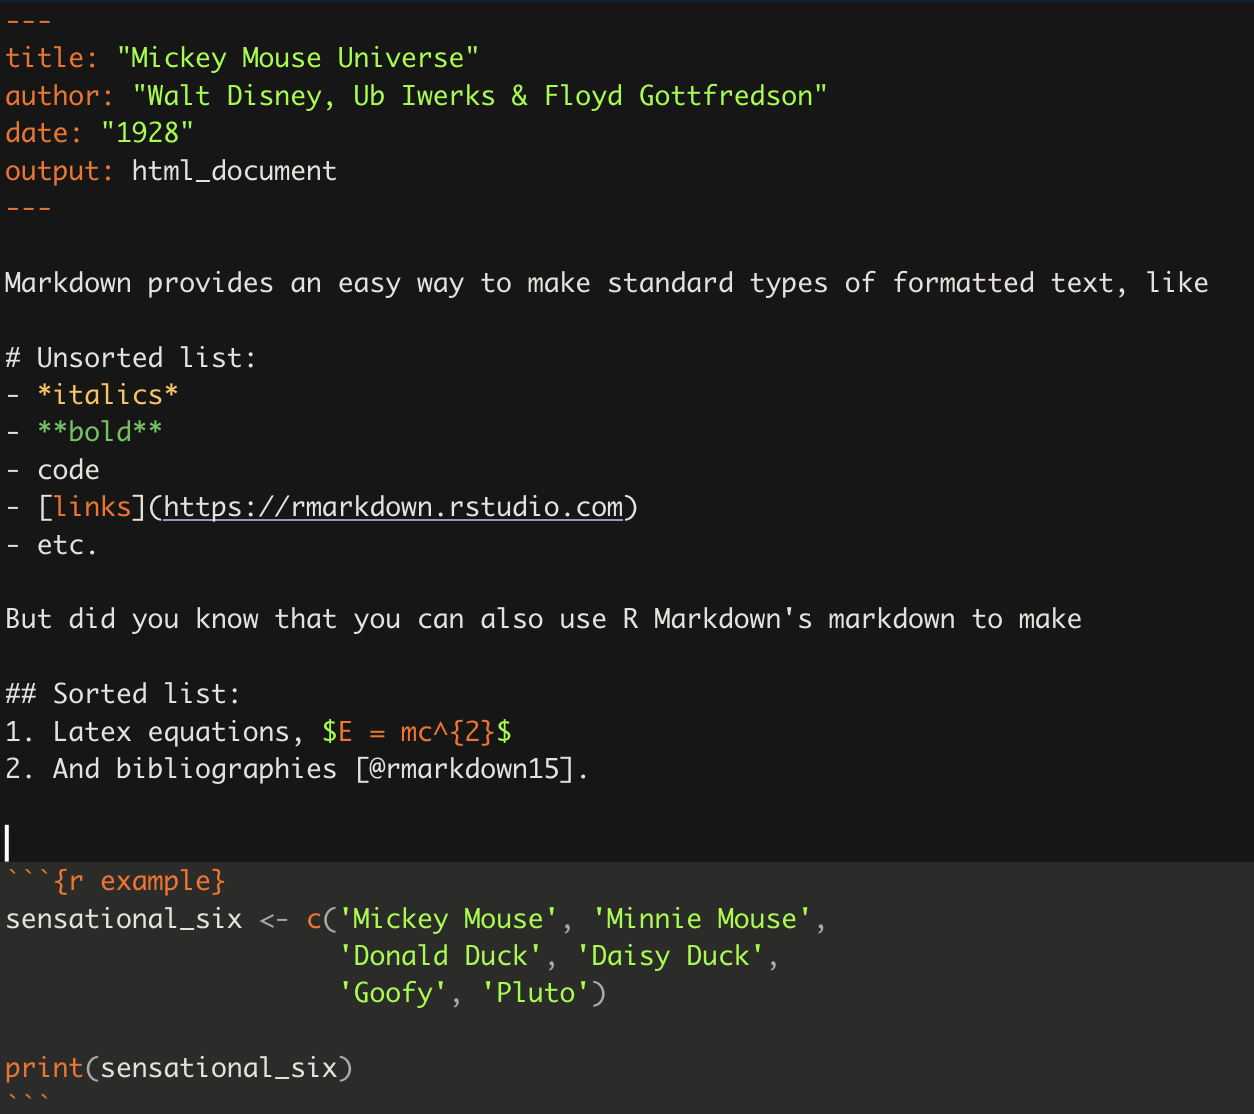 ---
title: "Mickey Mouse Universe"
author: "Walt Disney, Ub Iwerks & Floyd Gottfredson"
date: "1928"
output: html_document
---

Markdown provides an easy way to make standard types of formatted text, like

# Unsorted list:
- *italics*
- **bold**
- code
- [links](https://rmarkdown.rstudio.com)
- etc.

But did you know that you can also use R Markdown's markdown to make

## Sorted list:
1. Latex equations, $E = mc^{2}$
2. And bibliographies [@rmarkdown15].

```{r example}
sensational_six <- c('Mickey Mouse', 'Minnie Mouse',
                     'Donald Duck', 'Daisy Duck',
                     'Goofy', 'Pluto')

print(sensational_six)
```